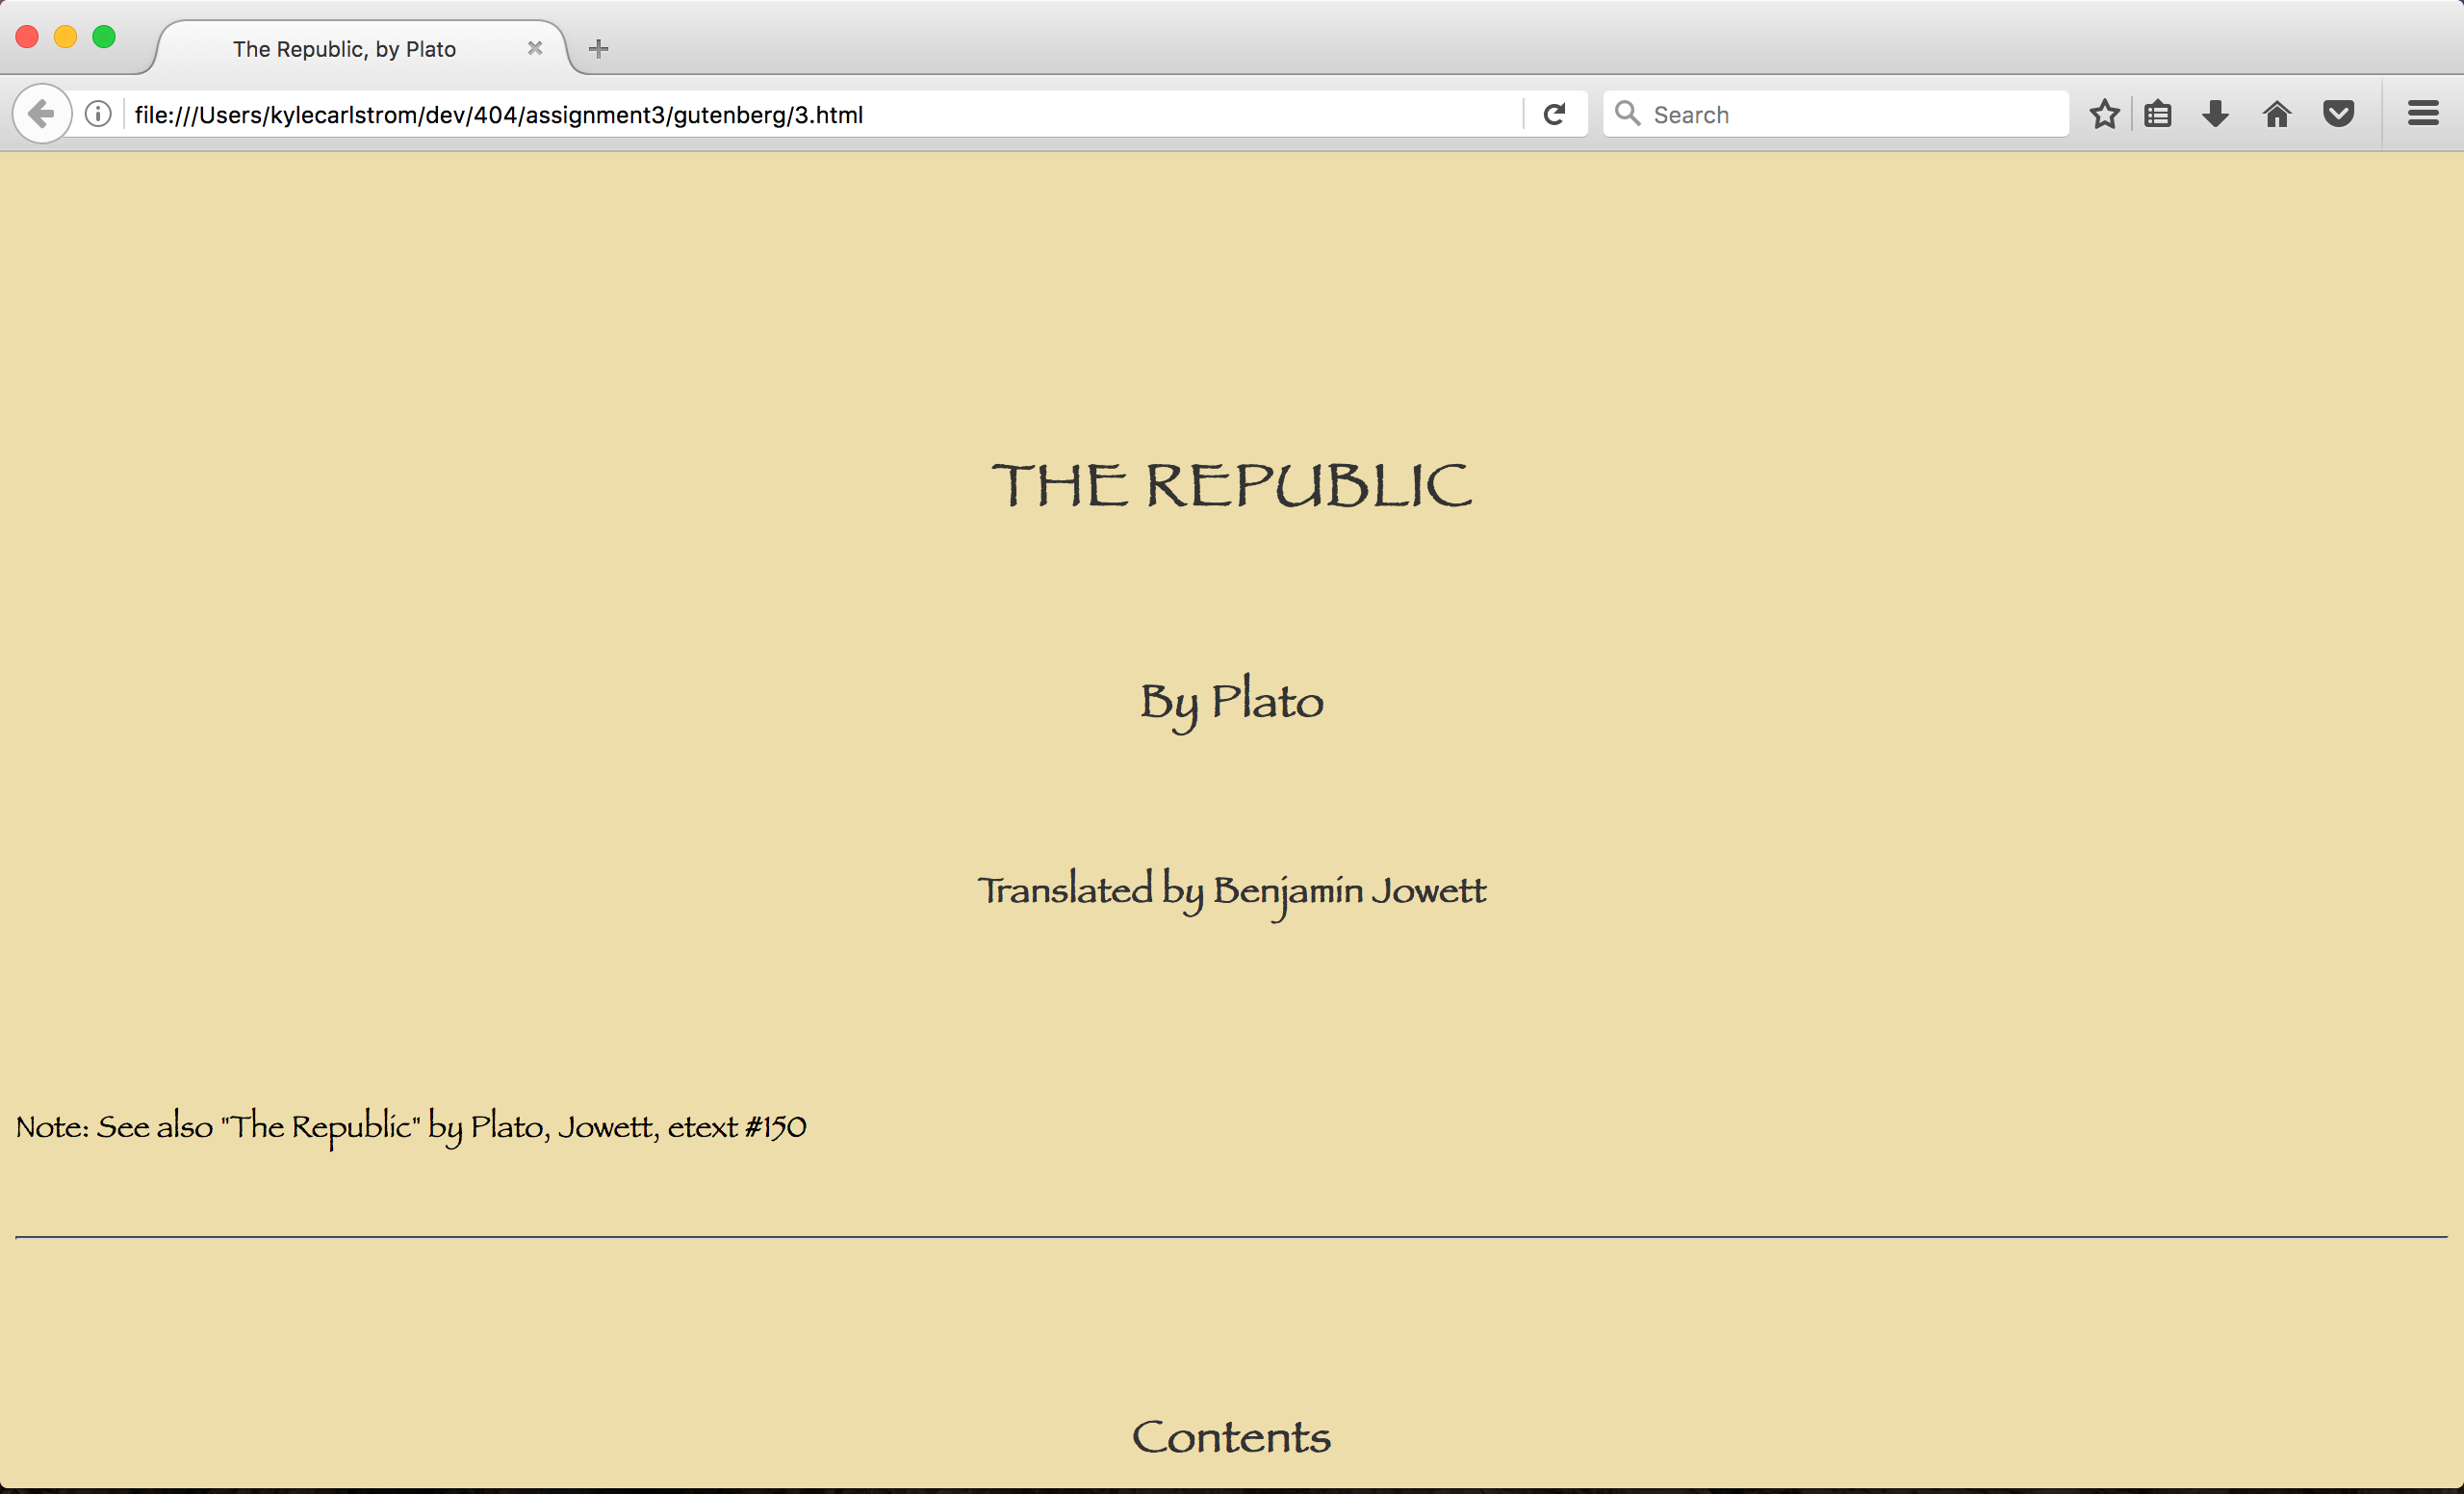 The Republic, by Plato
file:///Users/kylecarlstrom/dev/404/assignment3/gutenberg/3.html
Search
THE REPUBLIC
By Plato
Translated by Benjamin Jowett
Note: See also "The Republic" by Plato, Jowett, etext #150
Contents